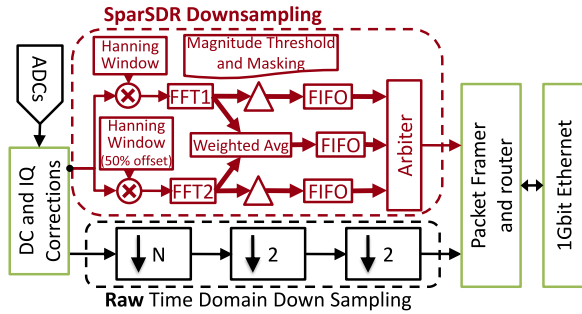 SparSDR Downsampling
ADCs
Hanning
Window
Magnitude Threshold
and Masking
FFT1
FIFO
Hanning
Window
(50% offset)
Weighted Avg
FIFO
FFT2
FIFO
Arbiter
DC and IQ
Corrections
Packet Framer
and router
1Gbit Ethernet
N
2
2
Raw Time Domain Down Sampling